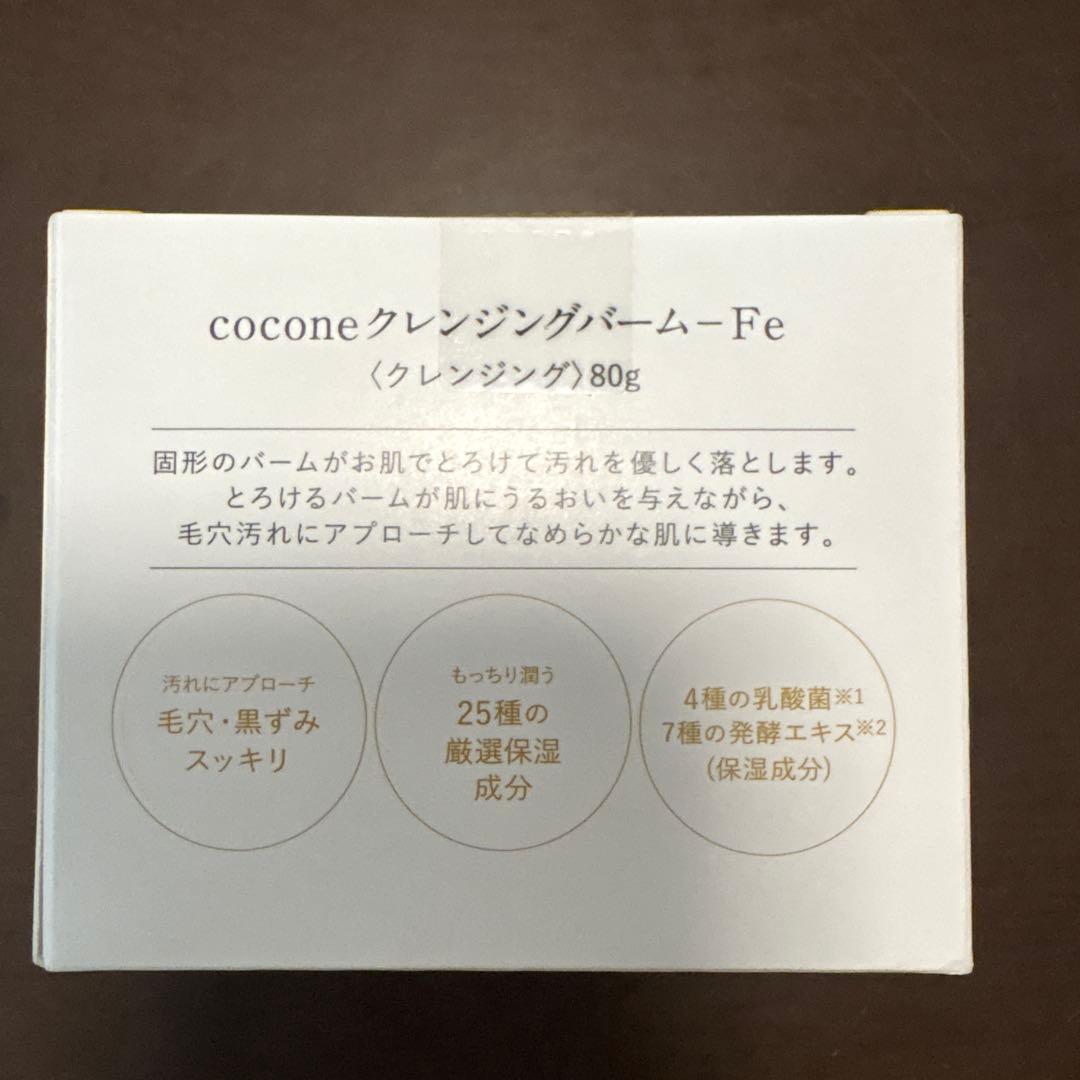 coconeクレンジングバーム−Fe
〈クレンジング〉80g
固形のバームがお肌でとろけて汚れを優しく落とします。
とろけるバームが肌にうるおいを与えながら、
毛穴汚れにアプローチしてなめらかな肌に導きます。
汚れにアプローチ
毛穴・黒ずみ
スッキリ
もっちり潤う
25種の
厳選保湿
成分
4種の乳酸菌※1
7種の発酵エキス※2
(保湿成分)